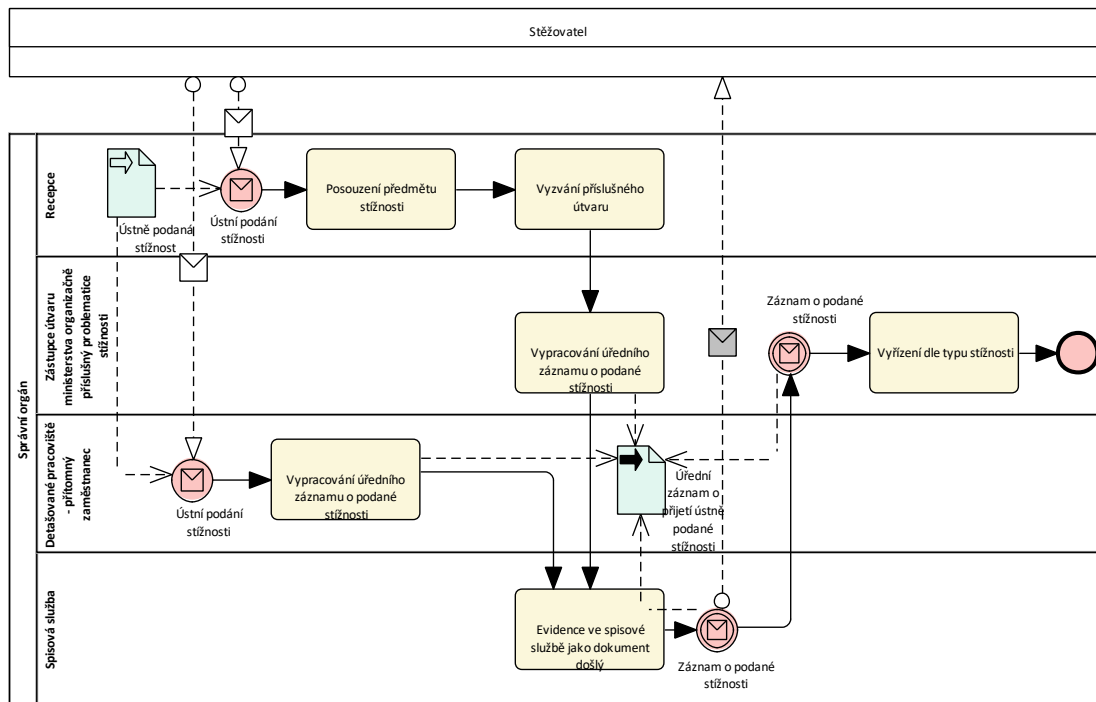 Stěžovatel
Správní orgán
Recepce
Ústně podaná
stížnost
Ústní podání
stížnosti
Posouzení předmětu
stížnosti
Vyzvání příslušného
útvaru
Zástupce útvaru
ministerstva organizačně
příslušný problematice
stížnosti
Vypracování úředního
záznamu o podané
stížnosti
Záznam o podané
stížnosti
Vyřízení dle typu stížnosti
Detašované pracoviště
- přítomný
zaměstnanec
Ústní podání
stížnosti
Vypracování úředního
záznamu o podané
stížnosti
Úřední
záznam o
přijetí ústně
podané
stížnosti
Spisová služba
Evidence ve spisové
službě jako dokument
došlý
Záznam o podané
stížnosti